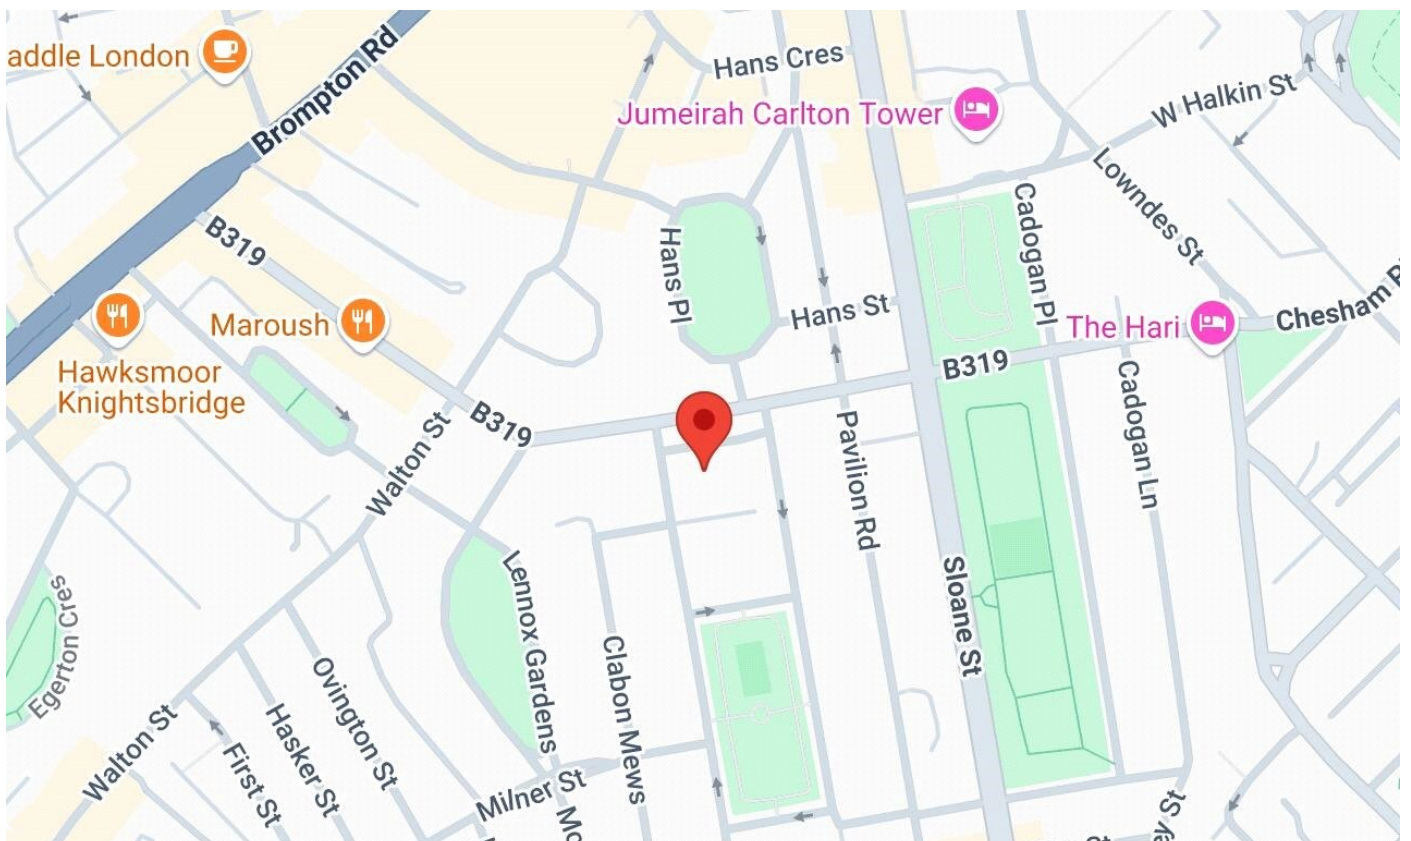 addle London
Brompton Rd
Hans Cres
Jumeirah Carlton Tower
W Halkin St
Lowndes St
Cadogan Pl
B319
Hans Pl
Hans St
Maroush
The Hari
Hawksmoor
Knightsbridge
B319
B319
Walton St
Pavilion Rd
Cadogan Ln
Sloane St
Lennox Gardens
Clabon Mews
Egerton Cres
Ovington St
Hasker St
First St
Walton St
Milner St